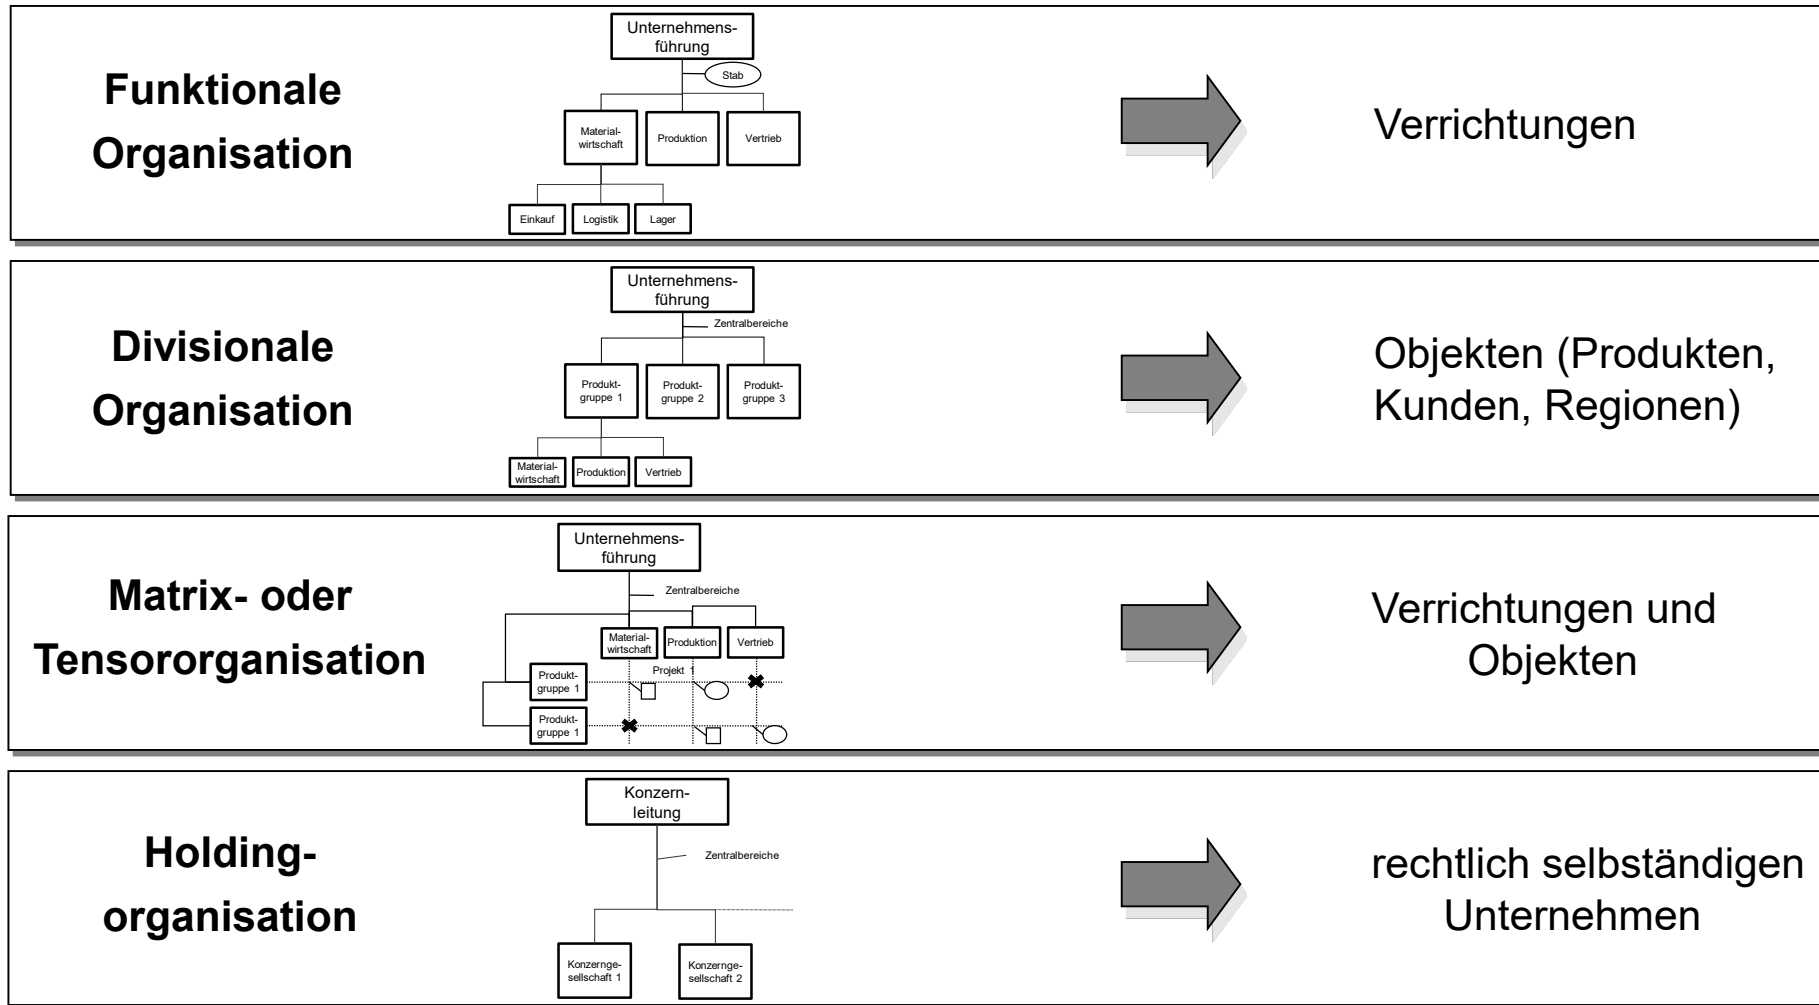 Funktionale
Organisation
Unternehmens-
führung
Stab
Material-
wirtschaft
Produktion
Vertrieb
Einkauf
Logistik
Lager
Verrichtungen
Divisionale
Organisation
Unternehmens-
führung
Zentralbereiche
Produkt-
gruppe 1
Produkt-
gruppe 2
Produkt-
gruppe 3
Material-
wirtschaft
Produktion
Vertrieb
Objekten (Produkten,
Kunden, Regionen)
Matrix- oder
Tensororganisation
Unternehmens-
führung
Zentralbereiche
Material-
wirtschaft
Produktion
Vertrieb
Projekt 1
Produkt-
gruppe 1
Produkt-
gruppe 1
Verrichtungen und
Objekten
Holding-
organisation
Konzern-
leitung
Zentralbereiche
Konzernge-
sellschaft 1
Konzernge-
sellschaft 2
rechtlich selbständigen
Unternehmen